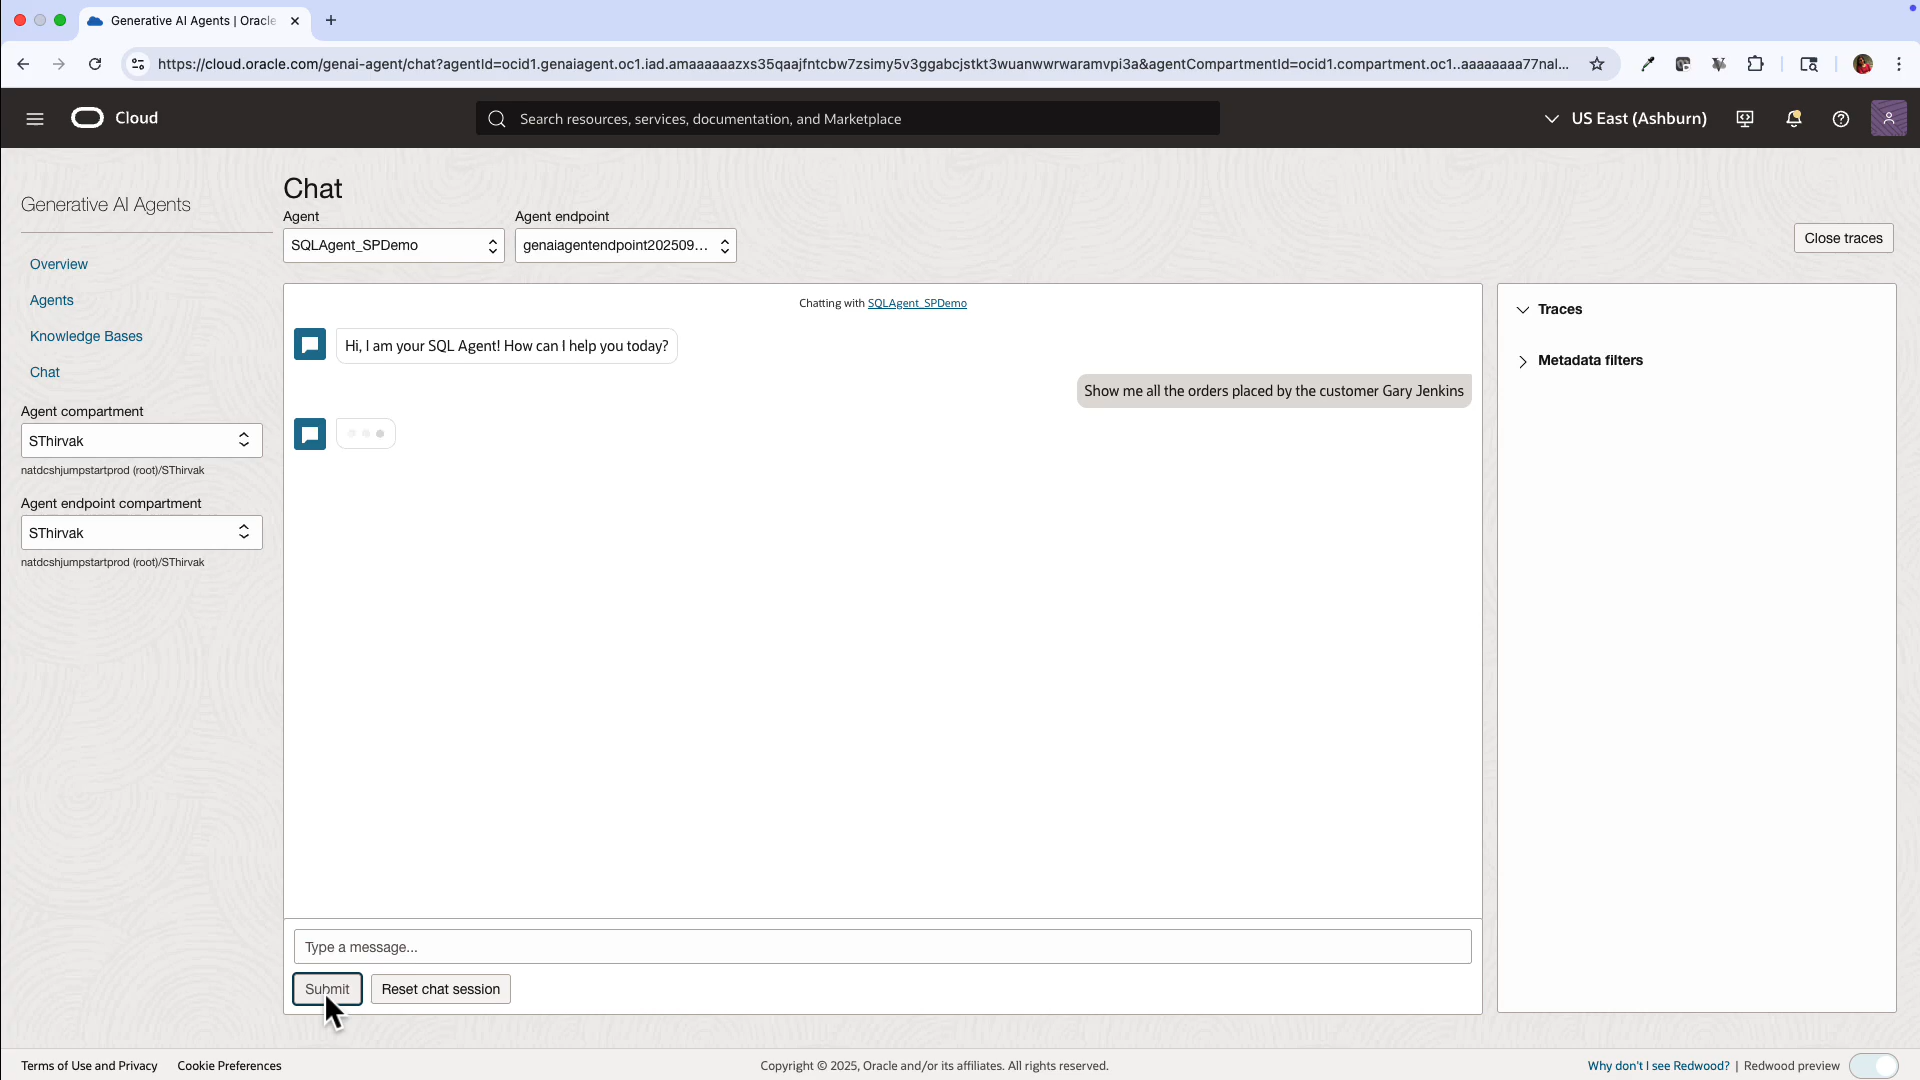 Generative AI Agents | Oracle
https://cloud.oracle.com/genai-agent/chat?agentId=ocid1.genaiagent.oc1.iad.amaaaaaazxs35qaajfntcbw7zsimy5v3ggabcjstkt3wuanwwrwaramvpi3a&agentCompartmentId=ocid1.compartment.oc1..aaaaaaaa77nal...
Cloud
Search resources, services, documentation, and Marketplace
US East (Ashburn)
Generative AI Agents
Overview
Agents
Knowledge Bases
Chat
Agent compartment
SThirvak
natdcshjumpstartprod (root)/SThirvak
Agent endpoint compartment
SThirvak
natdcshjumpstartprod (root)/SThirvak
Chat
Agent
Agent endpoint
SQLAgent_SPDemo
genaiagentendpoint202509...
Close traces
Chatting with SQLAgent_SPDemo
Hi, I am your SQL Agent! How can I help you today?
Show me all the orders placed by the customer Gary Jenkins
Type a message...
Submit
Reset chat session
Traces
Metadata filters
Terms of Use and Privacy
Cookie Preferences
Copyright © 2025, Oracle and/or its affiliates. All rights reserved.
Why don't I see Redwood? | Redwood preview